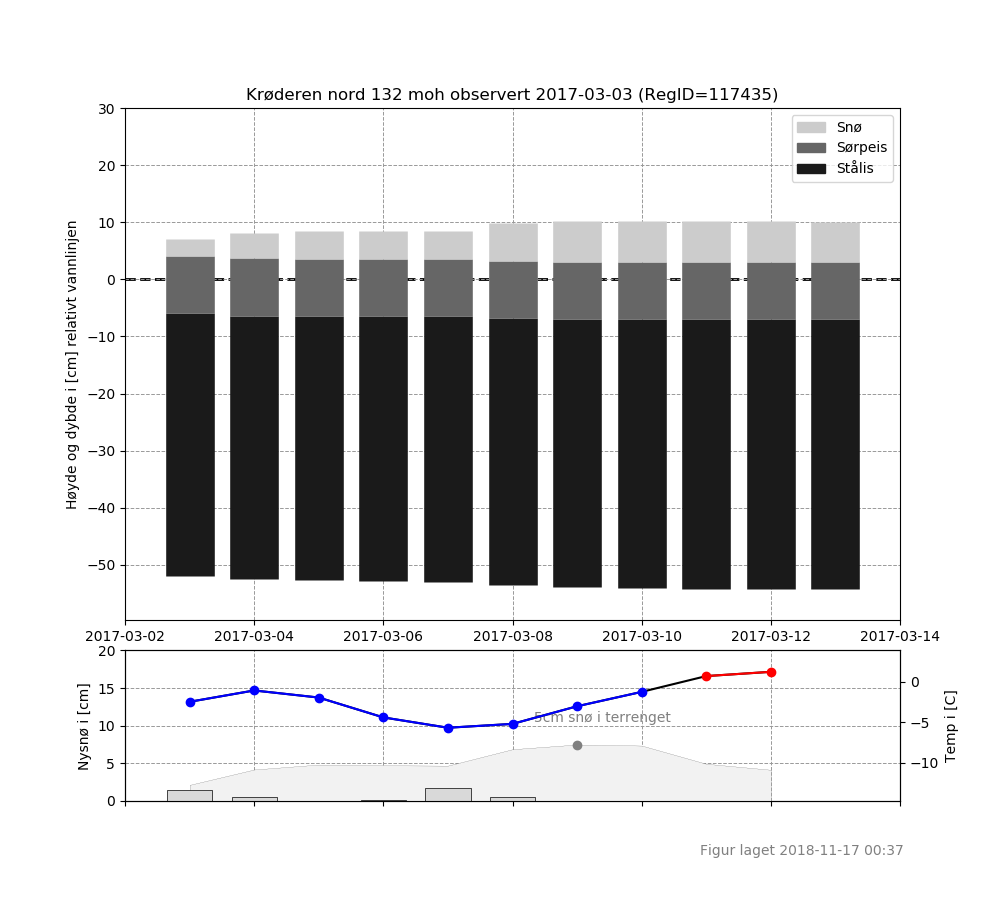 Krøderen nord 132 moh observert 2017-03-03 (RegID=117435)
Høyde og dybde i [cm] relativt vannlinjen
30
20
10
0
−10
−20
−30
−40
−50
Snø
Sørpeis
Stålis
2017-03-02 2017-03-04 2017-03-06 2017-03-08 2017-03-10 2017-03-12 2017-03-14
Nysnø i [cm]
20
15
10
5
0
5cm snø i terrenget
0
−5
−10
Temp i [C]
Figur laget 2018-11-17 00:37